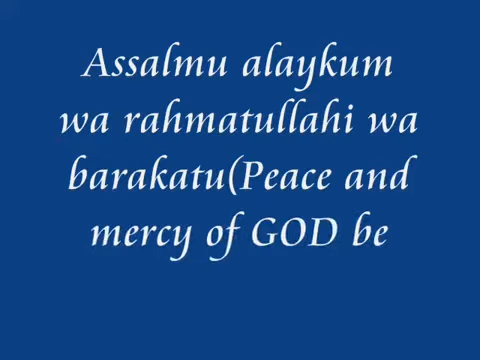 Assalmu alaykum
wa rahmatullahi wa
barakatu(Peace and
mercy of GOD be